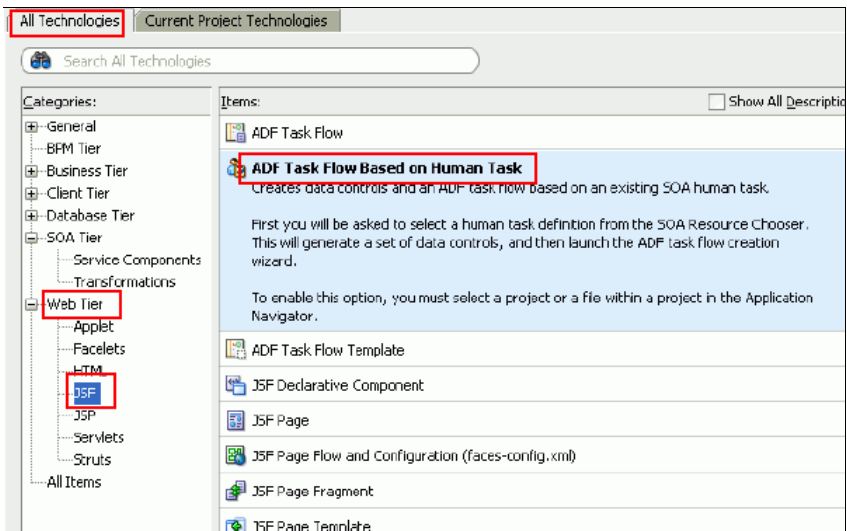 All Technologies
Current Project Technologies
Search All Technologies
Categories:
Items:
Show All Descriptio
General
BPM Tier
Business Tier
Client Tier
Database Tier
SOA Tier
Service Components
Transformations
Web Tier
Applet
Facelets
HTML
JSF
JSP
Servlets
Struts
All Items
ADF Task Flow
ADF Task Flow Based on Human Task
Creates data controls and an ADF task flow based on an existing SOA human task.
First you will be asked to select a human task definition from the SOA Resource Chooser.
This will generate a set of data controls, and then launch the ADF task flow creation
wizard.
To enable this option, you must select a project or a file within a project in the Application
Navigator.
ADF Task Flow Template
JSF Declarative Component
JSF Page
JSF Page Flow and Configuration (faces-config.xml)
JSF Page Fragment
JSF Page Template